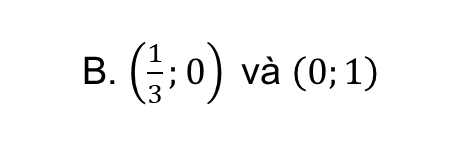 B. (1/3; 0) và (0; 1)